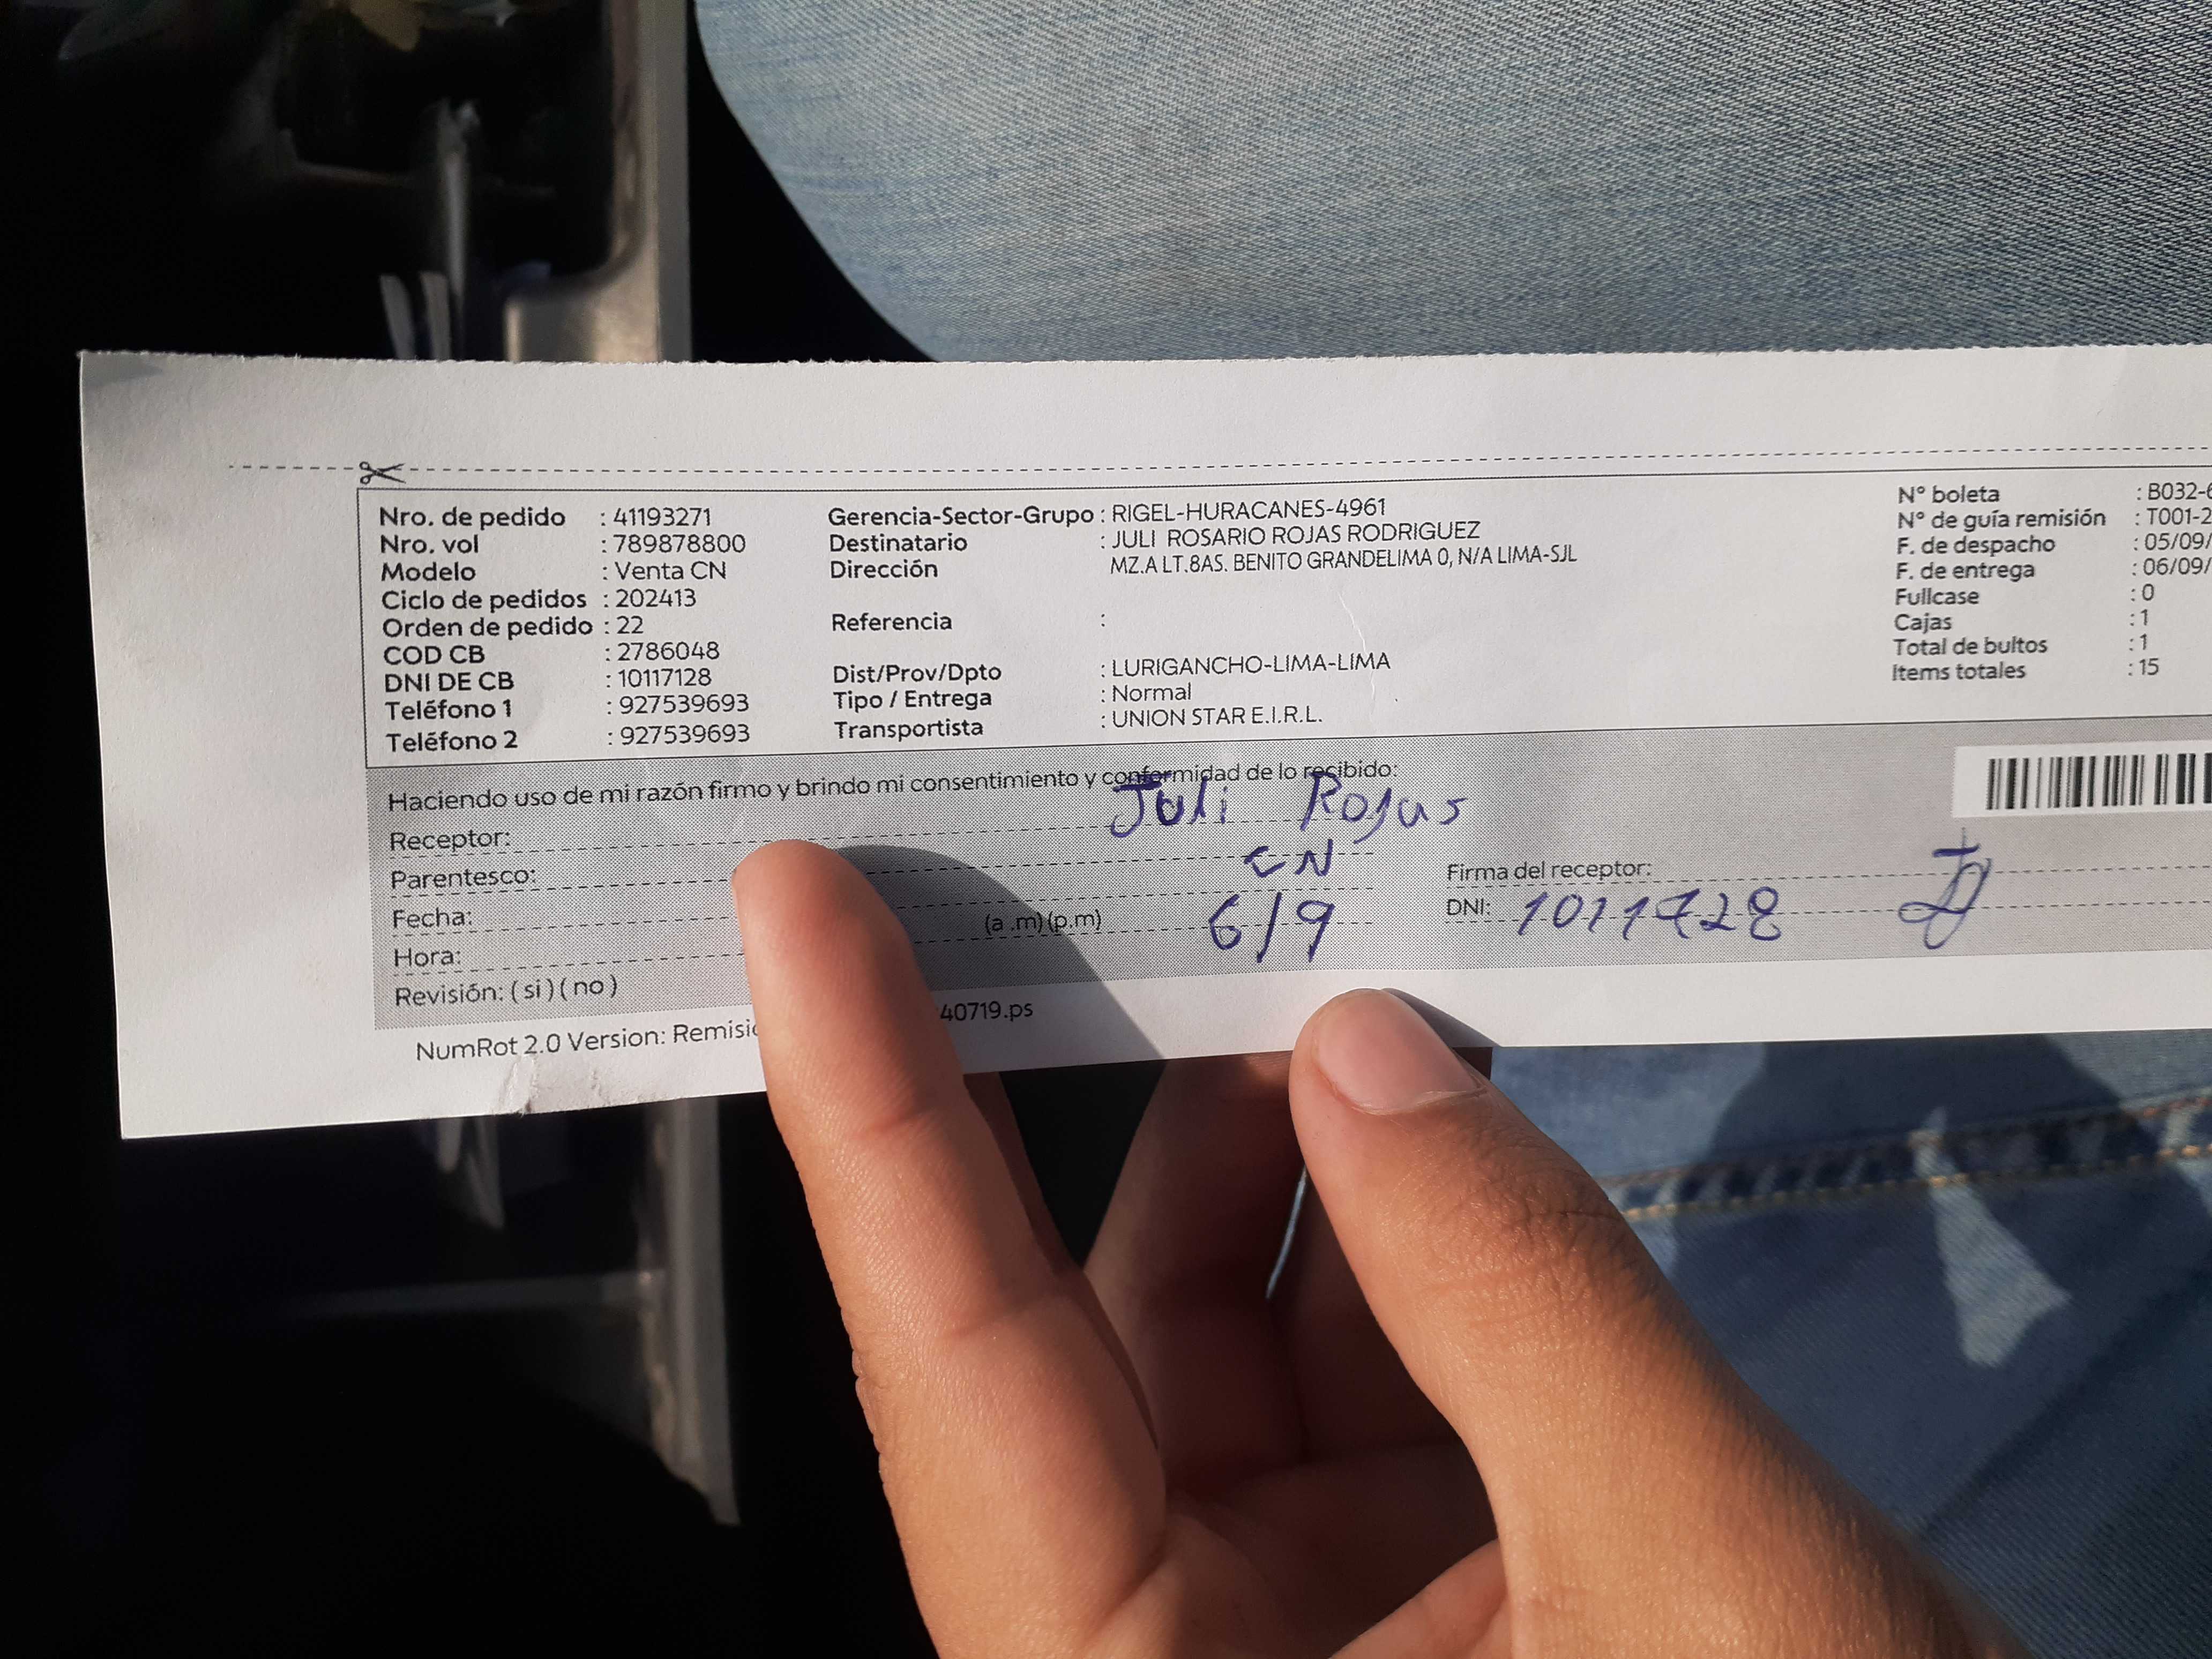 Nro. de pedido : 41193271
Nro. vol : 789878800
Modelo : Venta CN
Ciclo de pedidos : 202413
Orden de pedido : 22
COD CB : 2786048
DNI DE CB : 10117128
Teléfono 1 : 927539693
Teléfono 2 : 927539693
Gerencia-Sector-Grupo : RIGEL-HURACANES-4961
Destinatario : JULI ROSARIO ROJAS RODRIGUEZ
Dirección MZ.A LT.8AS. BENITO GRANDELIMA 0, N/A LIMA-SJL
Referencia :
Dist/Prov/Dpto : LURIGANCHO-LIMA-LIMA
Tipo / Entrega : Normal
Transportista : UNION STAR E.I.R.L.
N° boleta : B032-6
N° de guía remisión : T001-2
F. de despacho : 05/09/
F. de entrega : 06/09/
Fullcase : 0
Cajas : 1
Total de bultos : 1
Items totales : 15
Haciendo uso de mi razón firmo y brindo mi consentimiento y conformidad de lo recibido:
Receptor: Juli Rojas
Parentesco: CN
Fecha: 6/9
Hora: (a .m) (p.m)
Revisión: ( si ) ( no )
Firma del receptor:
DNI: 1011728
NumRot 2.0 Version: Remisi 40719.ps